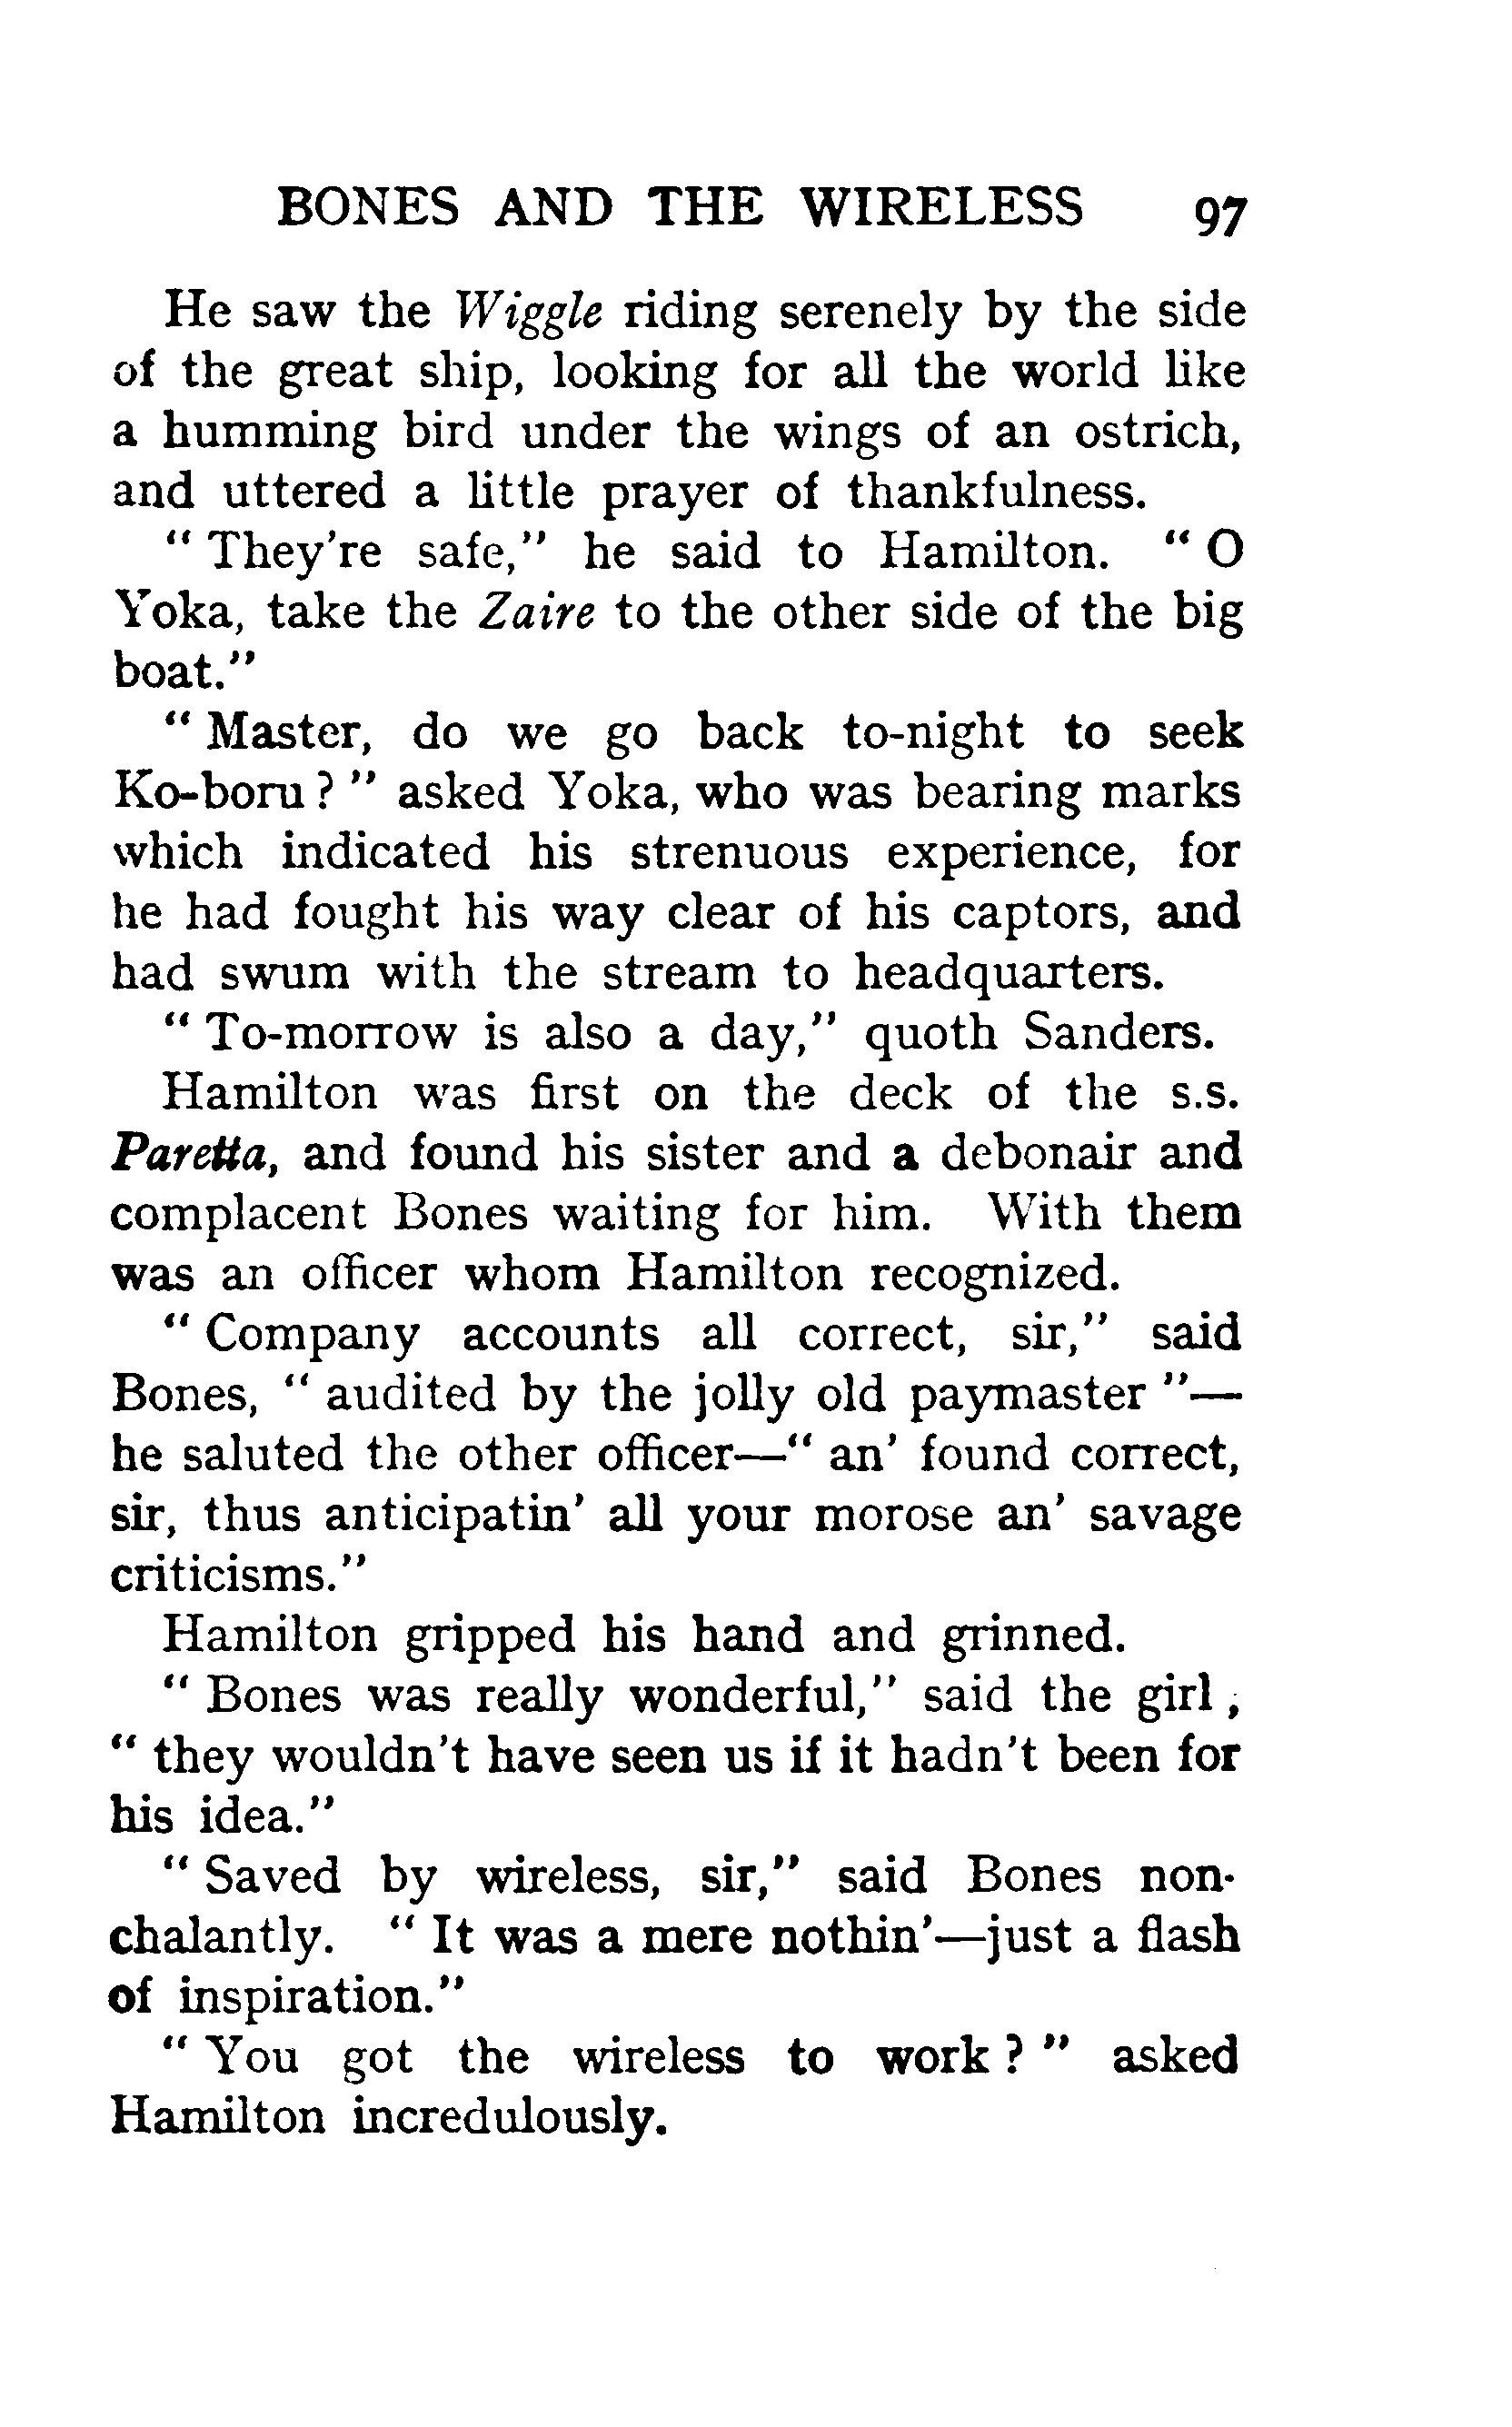 BONES AND THE WIRELESS 97
He saw the Wiggle riding serenely by the side
of the great ship, looking for all the world like
a humming bird under the wings of an ostrich,
and uttered a little prayer of thankfulness.
" They're safe," he said to Hamilton. " O
Yoka, take the Zaire to the other side of the big
boat."
" Master, do we go back to-night to seek
Ko-boru ? " asked Yoka, who was bearing marks
which indicated his strenuous experience, for
he had fought his way clear of his captors, and
had swum with the stream to headquarters.
" To-morrow is also a day," quoth Sanders.
Hamilton was first on the deck of the s.s.
Paretta, and found his sister and a debonair and
complacent Bones waiting for him. With them
was an officer whom Hamilton recognized.
" Company accounts all correct, sir," said
Bones, " audited by the jolly old paymaster "—
he saluted the other officer—" an' found correct,
sir, thus anticipatin' all your morose an' savage
criticisms."
Hamilton gripped his hand and grinned.
" Bones was really wonderful," said the girl ,
" they wouldn't have seen us if it hadn't been for
his idea."
" Saved by wireless, sir," said Bones non-
chalantly. " It was a mere nothin'—just a flash
of inspiration."
" You got the wireless to work ? " asked
Hamilton incredulously.